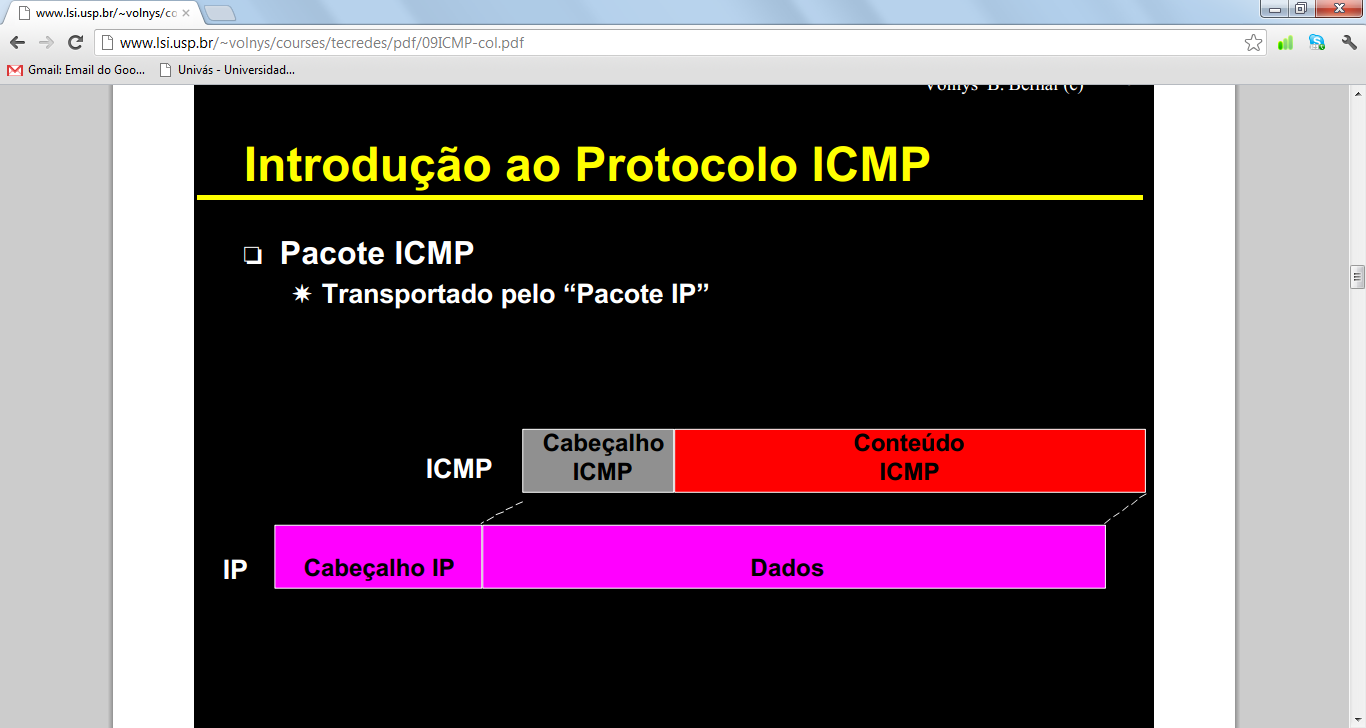 www.lsi.usp.br/~volnys/co
www.lsi.usp.br/~volnys/courses/tecredes/pdf/09ICMP-col.pdf
Gmail: Email do Goo... Univás - Universidad...
Volnys B. Bernal (c)
Introdução ao Protocolo ICMP
❑ Pacote ICMP
✷ Transportado pelo “Pacote IP”
Cabeçalho
ICMP
Conteúdo
ICMP
ICMP
Cabeçalho IP
Dados
IP